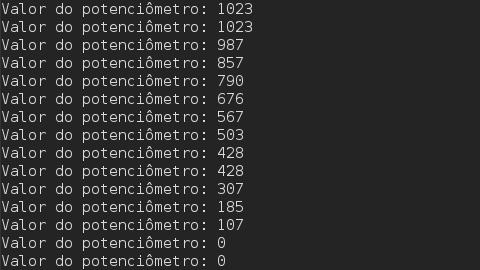 Valor do potenciômetro: 1023
Valor do potenciômetro: 1023
Valor do potenciômetro: 987
Valor do potenciômetro: 857
Valor do potenciômetro: 790
Valor do potenciômetro: 676
Valor do potenciômetro: 567
Valor do potenciômetro: 503
Valor do potenciômetro: 428
Valor do potenciômetro: 428
Valor do potenciômetro: 307
Valor do potenciômetro: 185
Valor do potenciômetro: 107
Valor do potenciômetro: 0
Valor do potenciômetro: 0